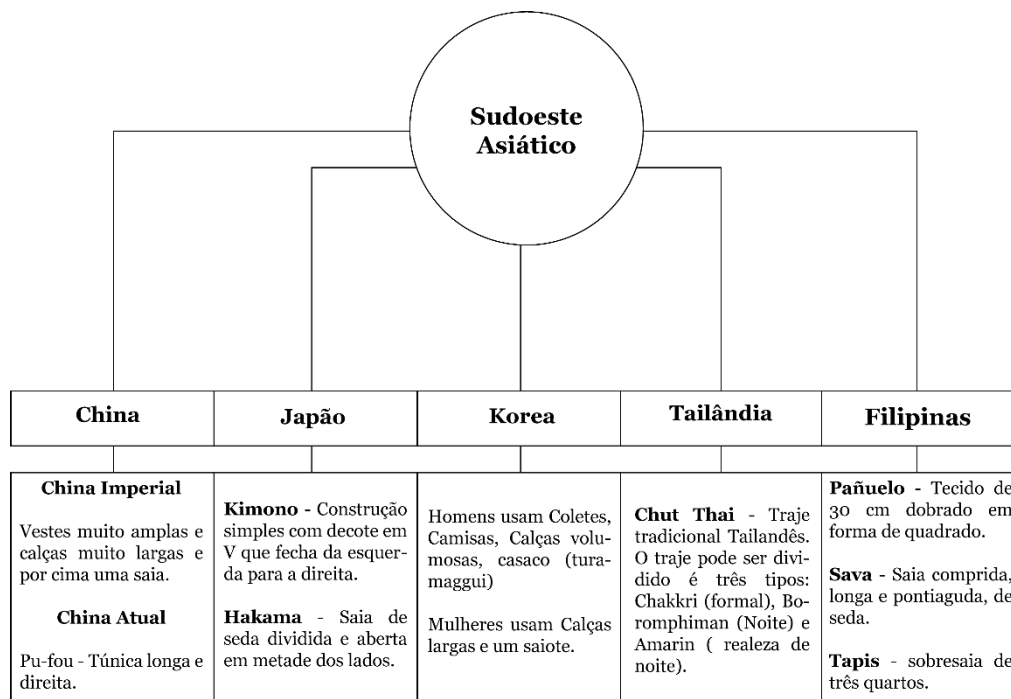 Sudoeste
Asiático
China
Japão
Korea
Tailândia
Filipinas
China Imperial
Vestes muito amplas e
calças muito largas e
por cima uma saia.
China Atual
Pu-fou - Túnica longa e
direita.
Kimono - Construção
simples com decote em
V que fecha da esquer-
da para a direita.
Hakama - Saia de
seda dividida e aberta
em metade dos lados.
Homens usam Coletes,
Camisas, Calças volu-
mosas, casaco (tura-
maggui)
Mulheres usam Calças
largas e um saiote.
Chut Thai - Traje
tradicional Tailandês.
O traje pode ser divi-
dido é três tipos:
Chakkri (formal), Bo-
romphiman (Noite) e
Amarin ( realeza de
noite).
Pañuelo - Tecido de
30 cm dobrado em
forma de quadrado.
Sava - Saia comprida,
longa e pontiaguda, de
seda.
Tapis - sobresaia de
três quartos.